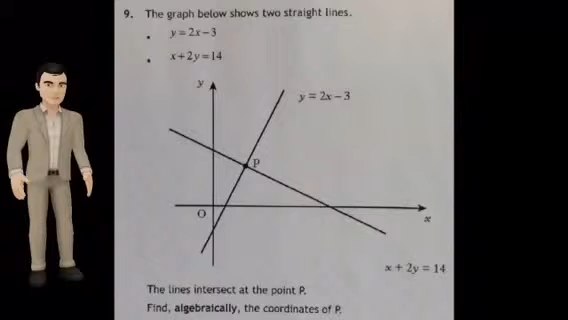 9. The graph below shows two straight lines.
• y = 2x – 3
• x + 2y = 14
y
y = 2x – 3
P
O
x
x + 2y = 14
The lines intersect at the point P.
Find, algebraically, the coordinates of P.